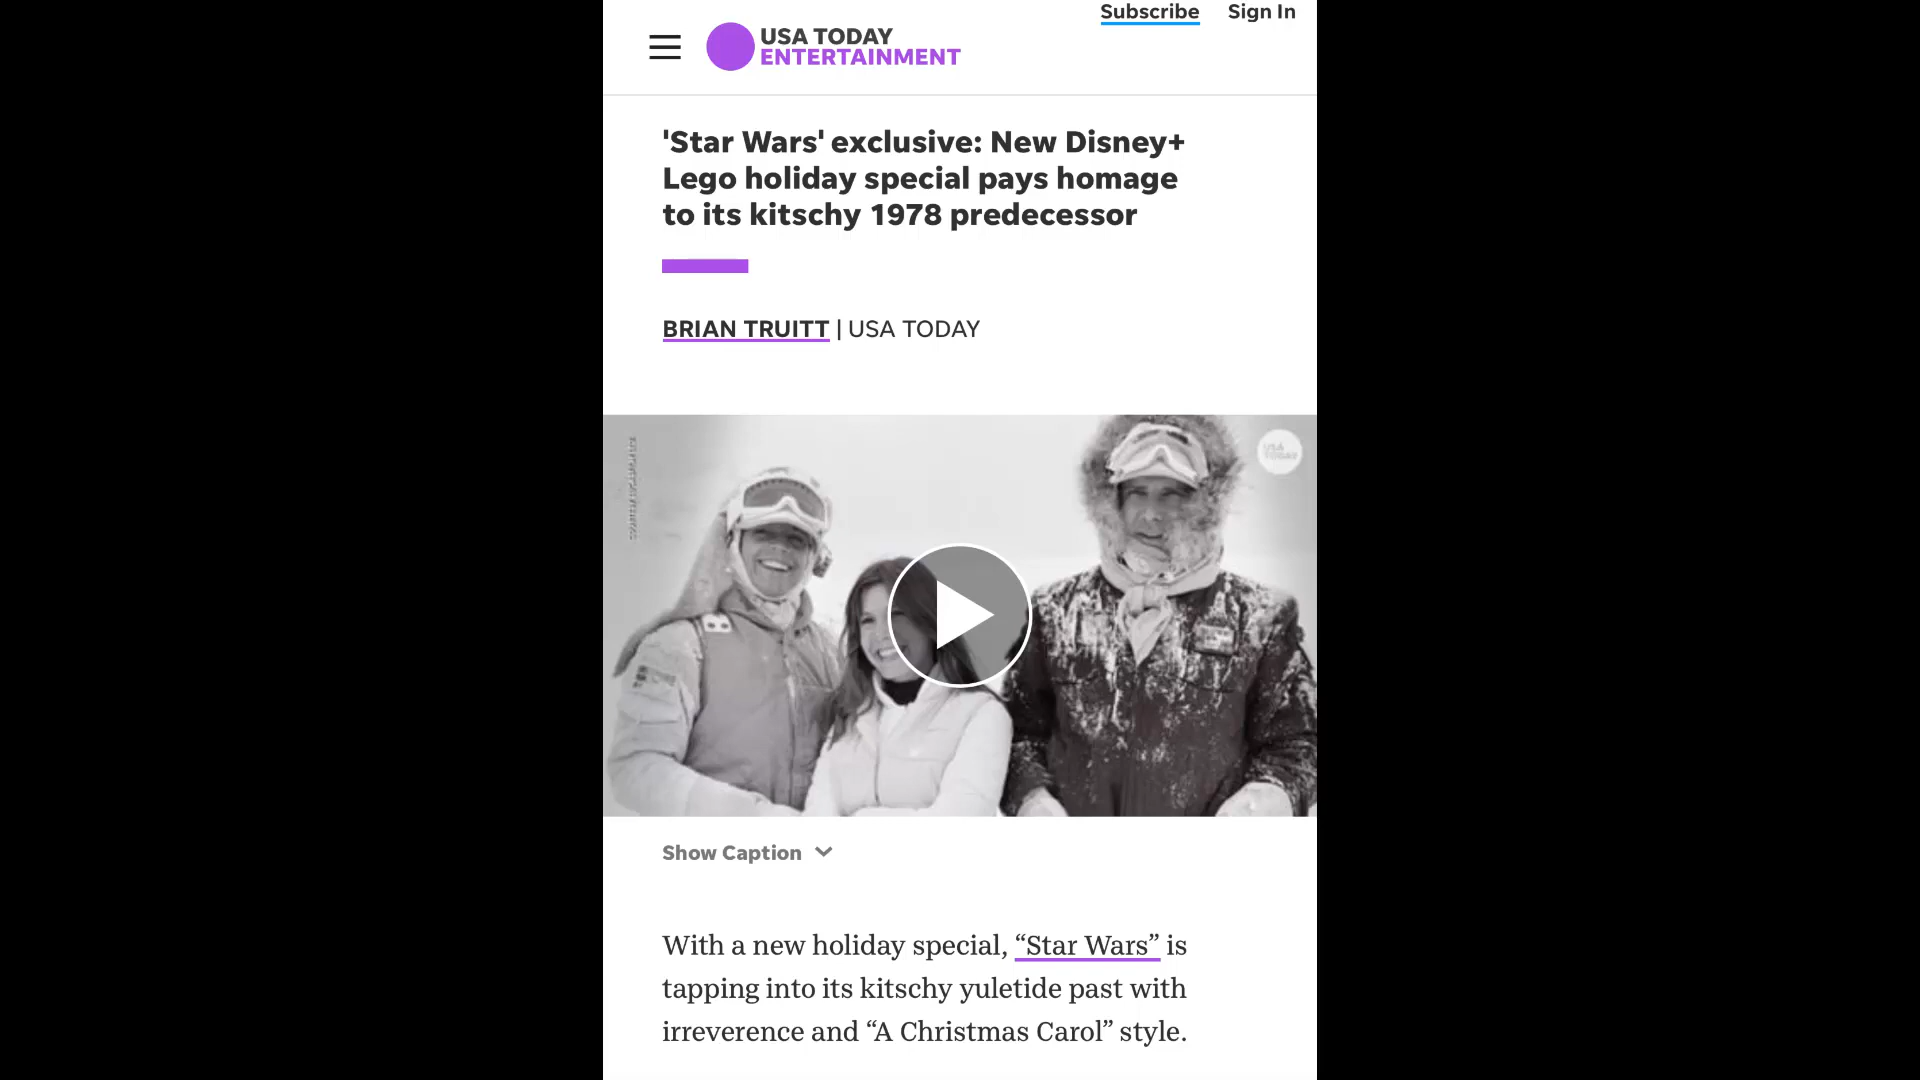 Subscribe Sign In
USA TODAY
ENTERTAINMENT
'Star Wars' exclusive: New Disney+
Lego holiday special pays homage
to its kitschy 1978 predecessor
BRIAN TRUITT | USA TODAY
USA
TODAY
Show Caption
With a new holiday special, “Star Wars” is
tapping into its kitschy yuletide past with
irreverence and “A Christmas Carol” style.